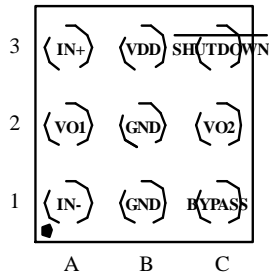 3 IN+ VDD SHUTDOWN
2 VO1 GND VO2
1 IN- GND BYPASS
A B C